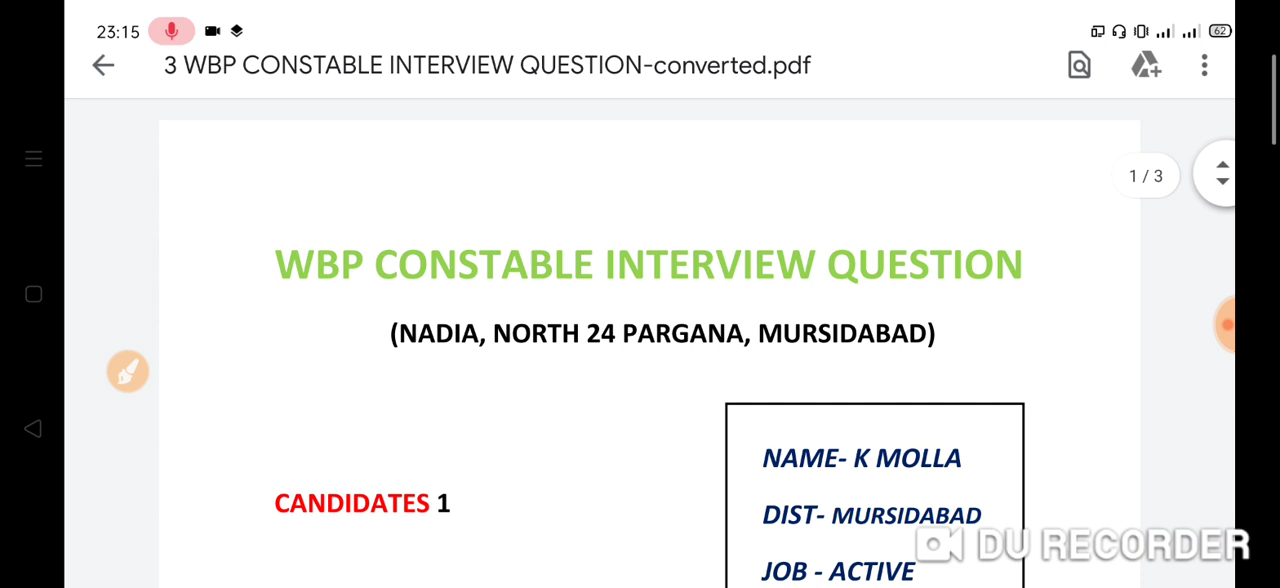 23:15
62
3 WBP CONSTABLE INTERVIEW QUESTION-converted.pdf
1 / 3
WBP CONSTABLE INTERVIEW QUESTION
(NADIA, NORTH 24 PARGANA, MURSIDABAD)
NAME- K MOLLA
CANDIDATES 1
DIST- MURSIDABAD
DU RECORDER
JOB - ACTIVE